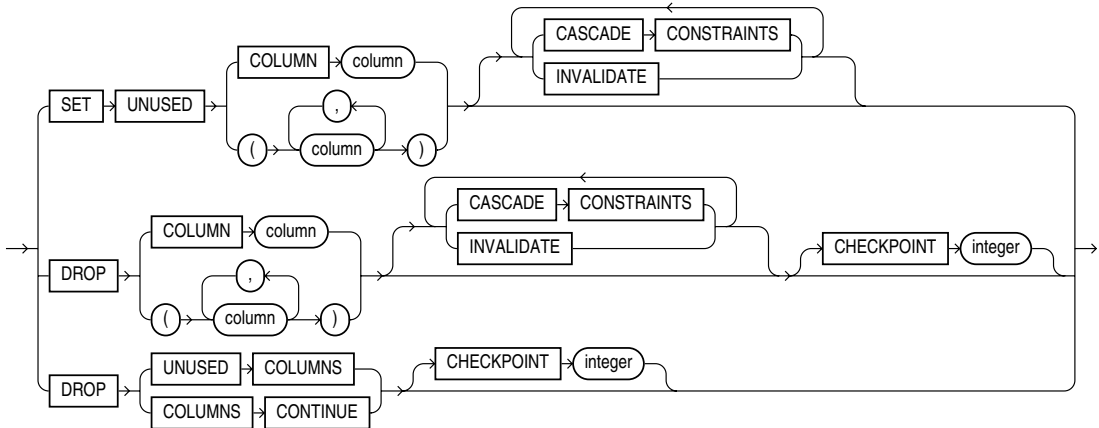 CASCADE CONSTRAINTS
COLUMN column
INVALIDATE
SET UNUSED
,
( column )
CASCADE CONSTRAINTS
COLUMN column
INVALIDATE
CHECKPOINT integer
DROP
,
( column )
UNUSED COLUMNS
CHECKPOINT integer
DROP
COLUMNS CONTINUE